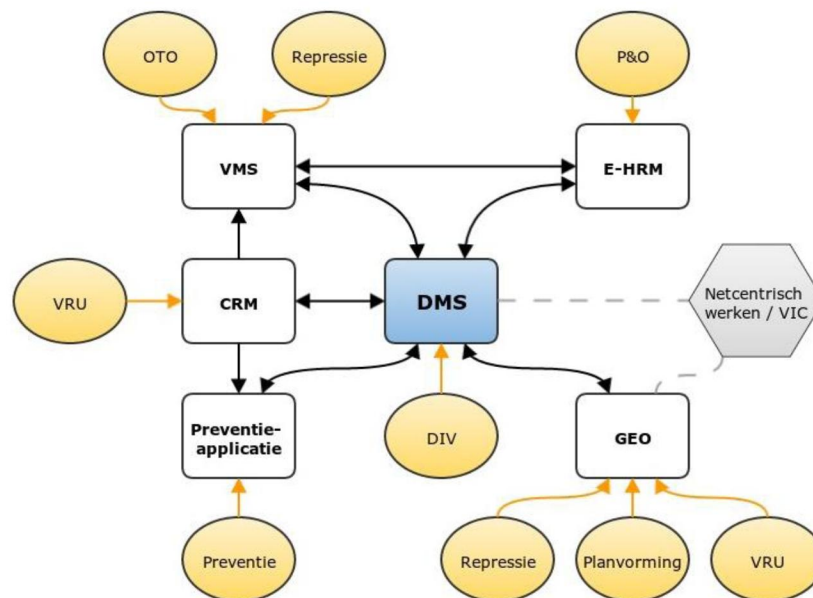 OTO
Repressie
P&O
VMS
E-HRM
VRU
CRM
DMS
Netcentrisch
werken / VIC
Preventie-
applicatie
DIV
GEO
Preventie
Repressie
Planvorming
VRU